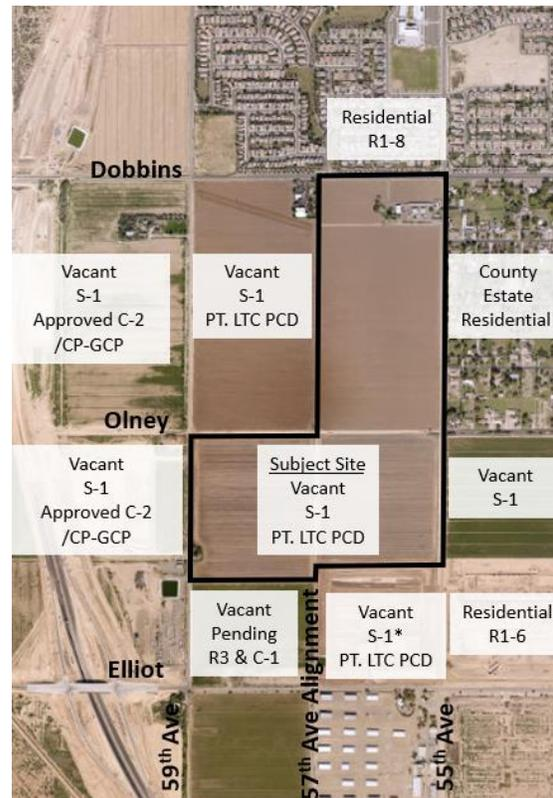 Residential
R1-8
Dobbins
Vacant
S-1
Approved C-2
/CP-GCP
Vacant
S-1
PT. LTC PCD
County
Estate
Residential
Olney
Vacant
S-1
Approved C-2
/CP-GCP
Subject Site
Vacant
S-1
PT. LTC PCD
Vacant
S-1
Vacant
Pending
R3 & C-1
Vacant
S-1*
PT. LTC PCD
Residential
R1-6
Elliot
59th Ave
57th Ave Alignment
55th Ave